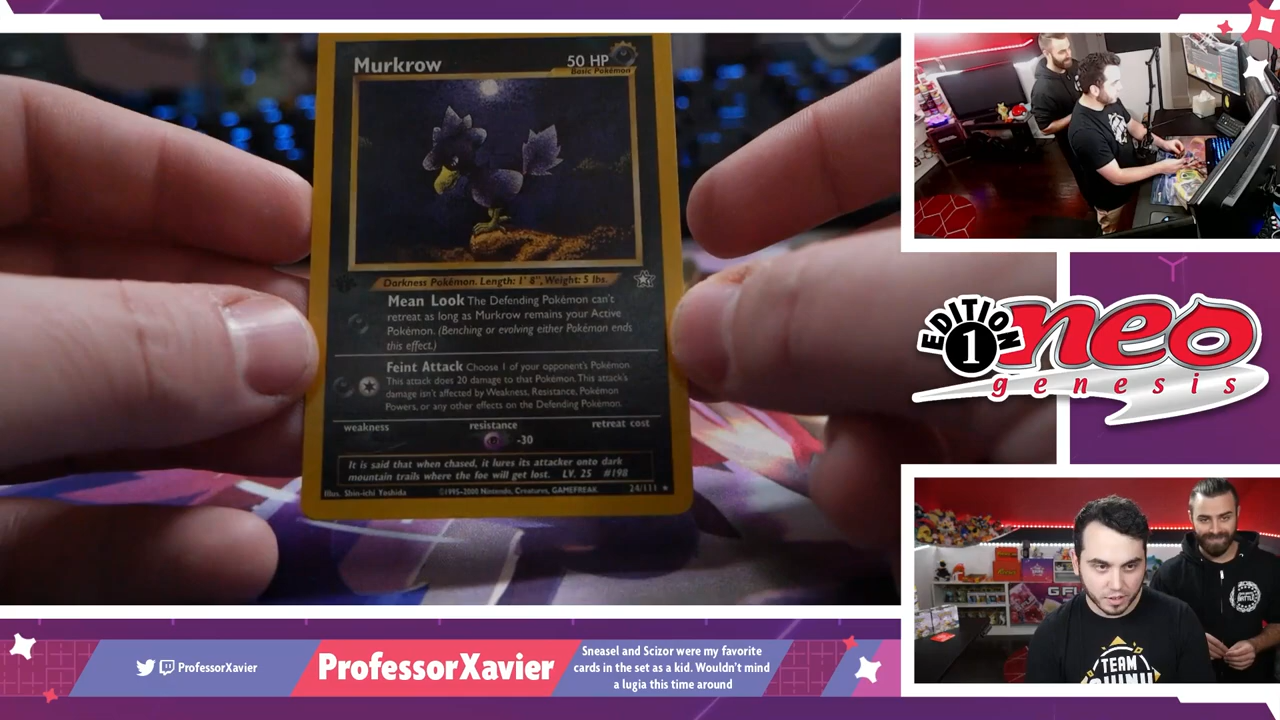 Murkrow
50 HP
Basic Pokémon
Darkness Pokémon. Length: 1' 8", Weight: 5 lbs.
Mean Look The Defending Pokémon can't
retreat as long as Murkrow remains your Active
Pokémon. (Benching or evolving either Pokémon ends
this effect.)
Feint Attack Choose 1 of your opponent's Pokémon.
This attack does 20 damage to that Pokémon. This attack's
damage isn't affected by Weakness, Resistance, Pokémon
Powers, or any other effects on the Defending Pokémon.
weakness
resistance
retreat cost
-30
It is said that when chased, it lures its attacker onto dark
mountain trails where the foe will get lost. LV. 25 #198
Illus. Shin-ichi Yoshida
©1995-2000 Nintendo, Creatures, GAMEFREAK.
24/111 ★
EDITION
1
neo
genesis
TEAM
ProfessorXavier
ProfessorXavier
Sneasel and Scizor were my favorite
cards in the set as a kid. Wouldn't mind
a lugia this time around